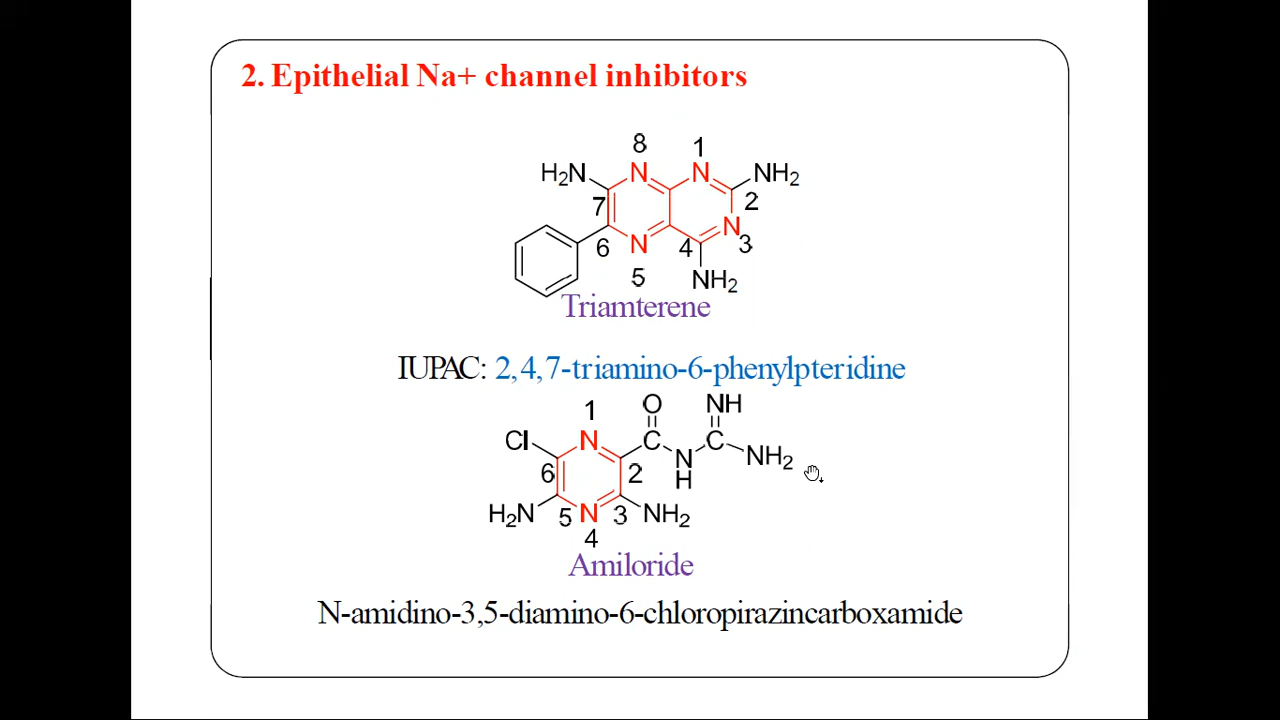 2. Epithelial Na+ channel inhibitors
8 1
H₂N N N NH₂
7 2
N
6 N 4 3
5 NH₂
Triamterene
IUPAC: 2,4,7-triamino-6-phenylpteridine
1 O NH
Cl N C C
6 2 N NH₂
H
H₂N 5 N 3 NH₂
4
Amiloride
N-amidino-3,5-diamino-6-chloropirazincarboxamide